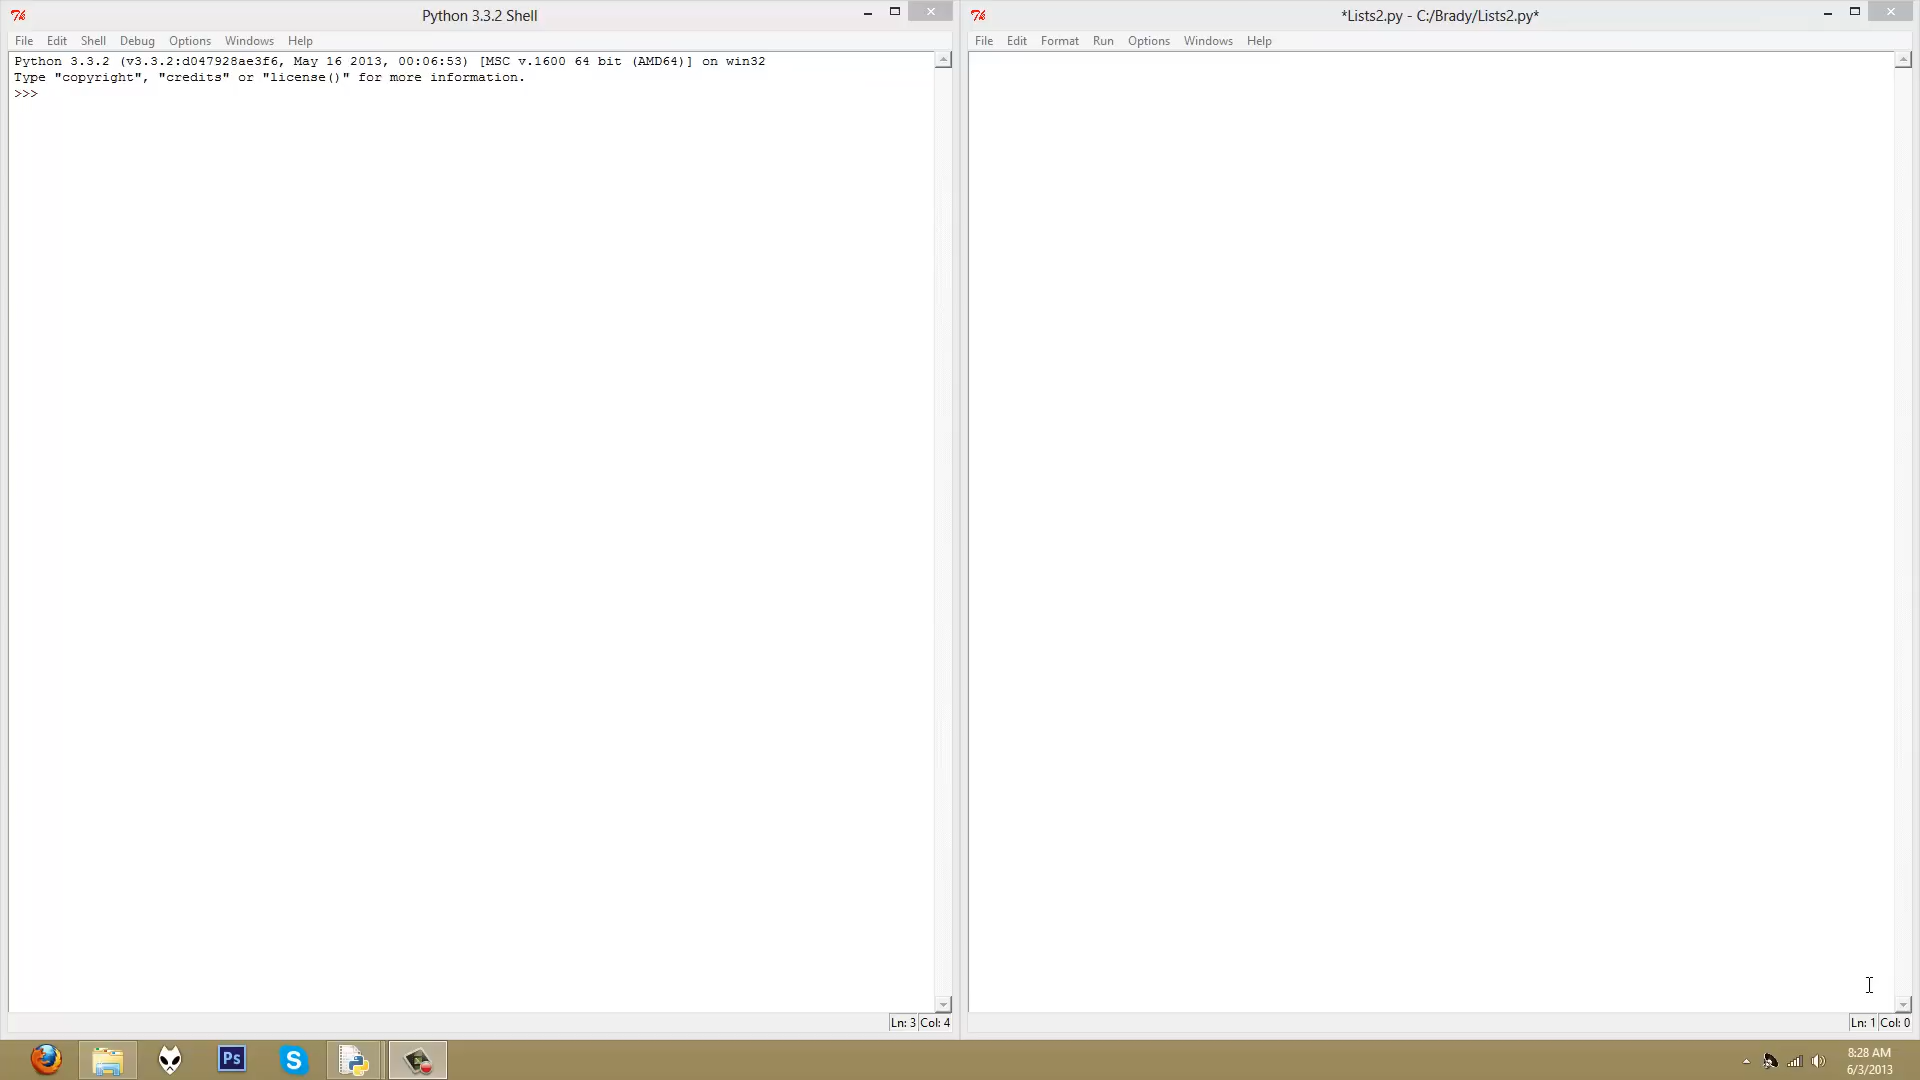 Python 3.3.2 Shell
File Edit Shell Debug Options Windows Help
Python 3.3.2 (v3.3.2:d047928ae3f6, May 16 2013, 00:06:53) [MSC v.1600 64 bit (AMD64)] on win32
Type "copyright", "credits" or "license()" for more information.
>>>
Ln: 3 Col: 4
*Lists2.py - C:/Brady/Lists2.py*
File Edit Format Run Options Windows Help
Ln: 1 Col: 0
Ps
8:28 AM
6/3/2013